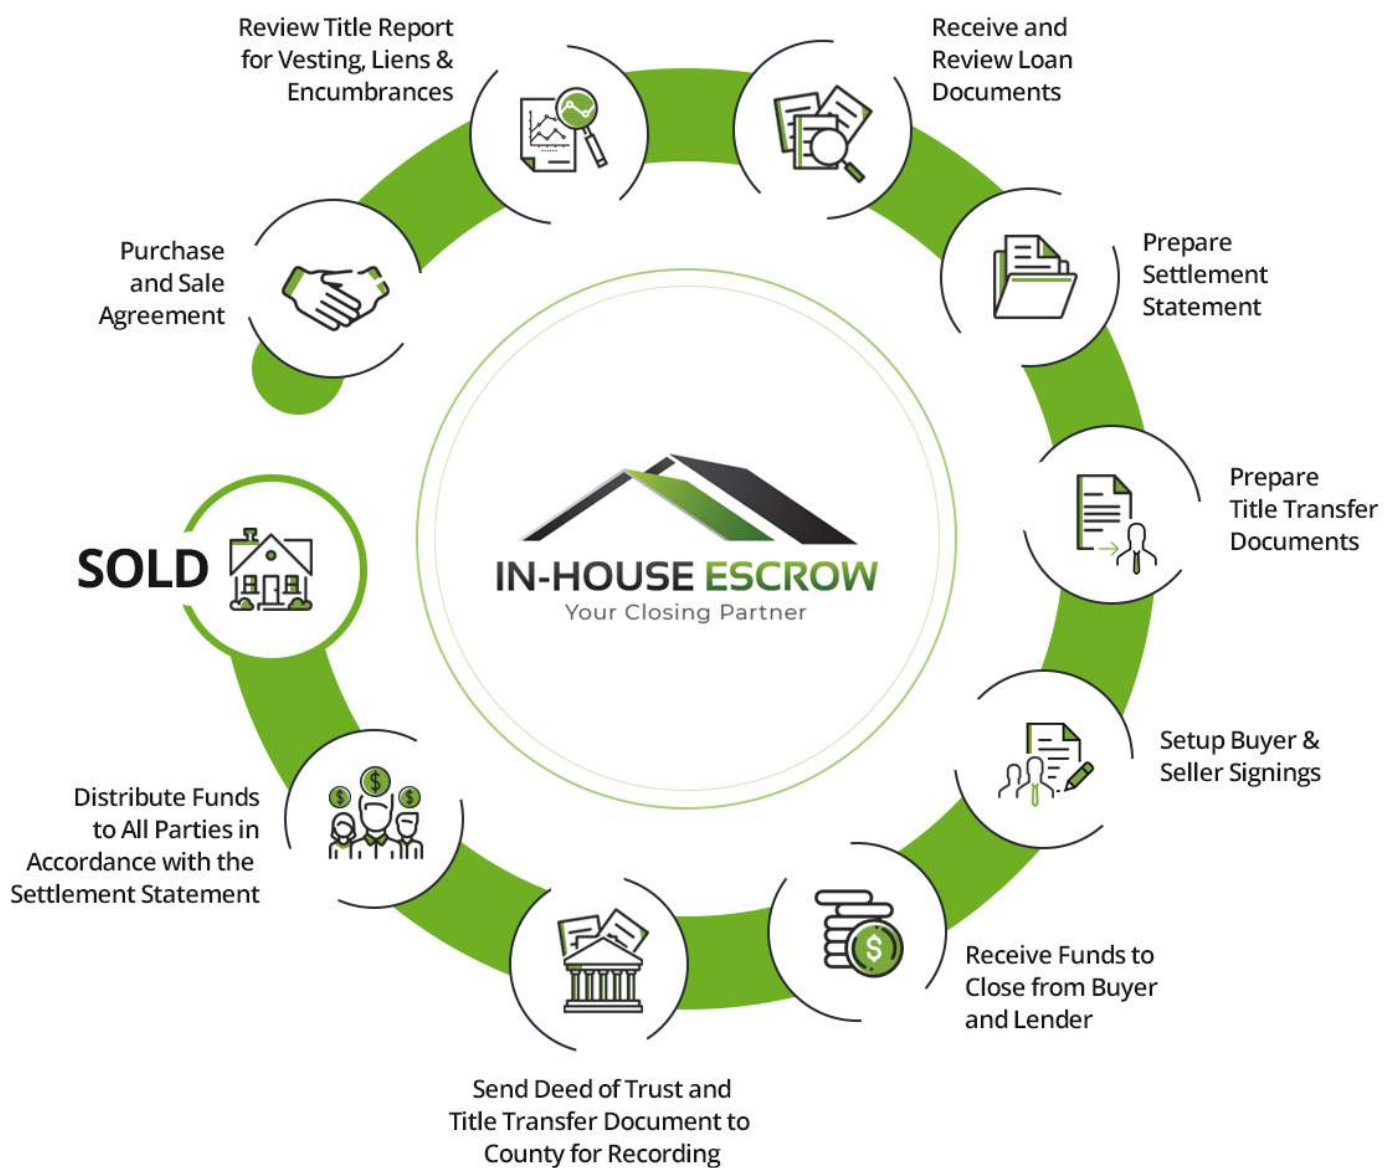 Purchase
and Sale
Agreement
Review Title Report
for Vesting, Liens &
Encumbrances
Receive and
Review Loan
Documents
Prepare
Settlement
Statement
Prepare
Title Transfer
Documents
Setup Buyer &
Seller Signings
Receive Funds to
Close from Buyer
and Lender
Send Deed of Trust and
Title Transfer Document to
County for Recording
Distribute Funds
to All Parties in
Accordance with the
Settlement Statement
SOLD
IN-HOUSE ESCROW
Your Closing Partner
$
$ $
$